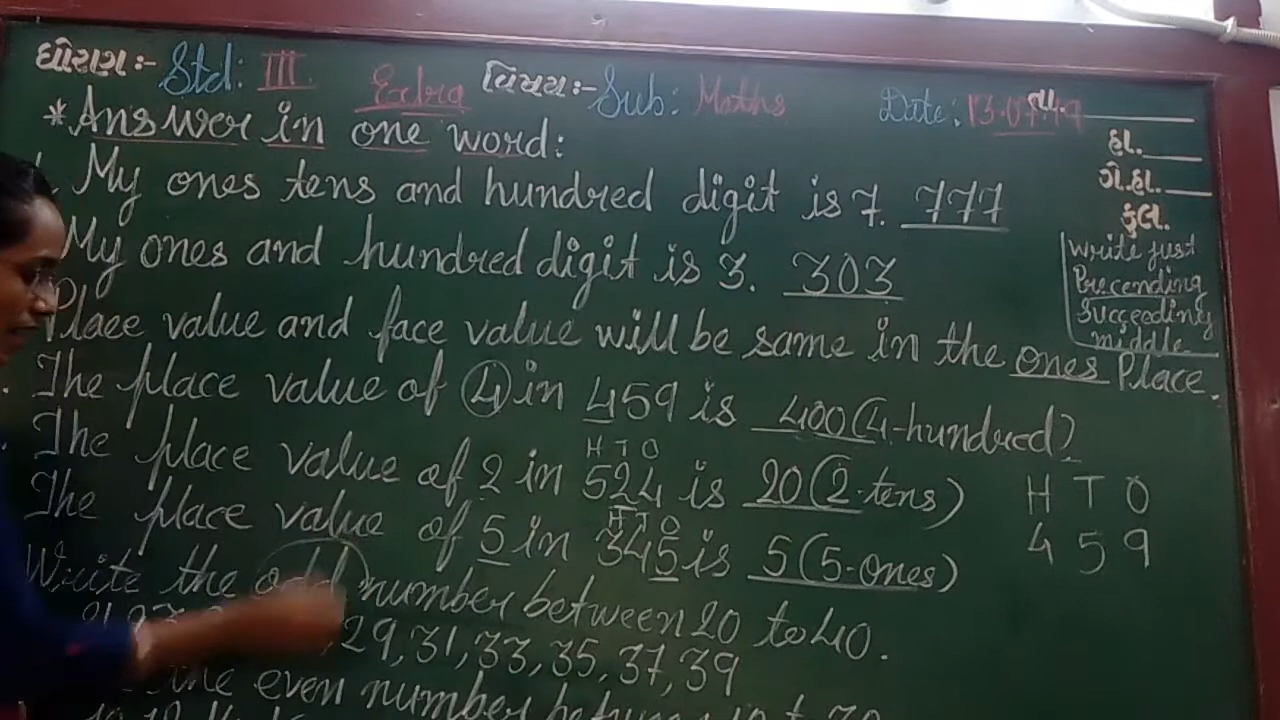 ધોરણ:- Std: III Extra વિષય:- Sub: Maths Date: તા.
* Answer in one word:
હા.
My ones tens and hundred digit is 7. 777
ગે.હા.
કુલ.
My ones and hundred digit is 3. 303
Write just
Precending
Succeeding
middle
Place value and face value will be same in the ones Place.
The place value of 4 in 459 is 400(4-hundred)
H T O
The place value of 2 in 524 is 20(2-tens)
H T O
4 5 9
H T O
The place value of 5 in 345 is 5(5-ones)
Write the odd number between 20 to 40.
29, 31, 33, 35, 37, 39
the even number between